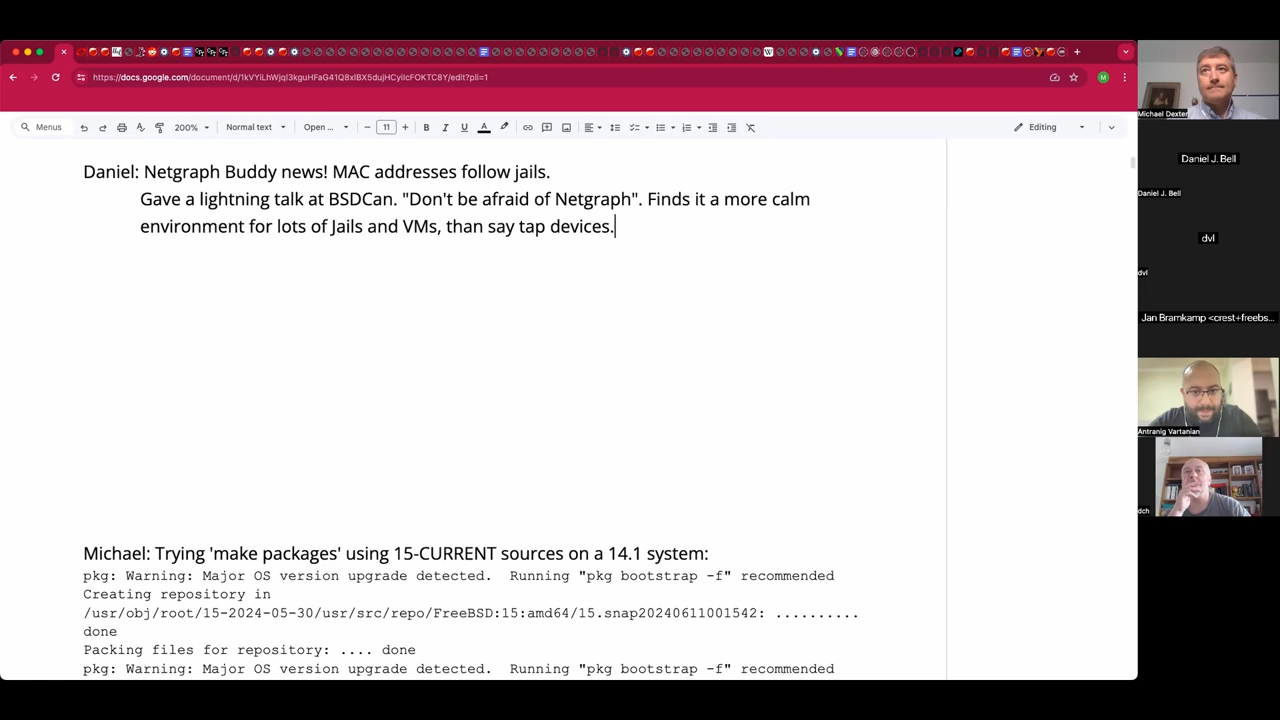 https://docs.google.com/document/d/1kVYiLhWjqI3kguHFaG41Q8xIBX5dujHCyiIcFOKTC8Y/edit?pli=1
M
Menus
200%
Normal text
Open ...
11
Editing
Daniel: Netgraph Buddy news! MAC addresses follow jails.
Gave a lightning talk at BSDCan. "Don't be afraid of Netgraph". Finds it a more calm
environment for lots of Jails and VMs, than say tap devices.
Michael: Trying 'make packages' using 15-CURRENT sources on a 14.1 system:
pkg: Warning: Major OS version upgrade detected.  Running "pkg bootstrap -f" recommended
Creating repository in
/usr/obj/root/15-2024-05-30/usr/src/repo/FreeBSD:15:amd64/15.snap20240611001542: ..........
done
Packing files for repository: .... done
pkg: Warning: Major OS version upgrade detected.  Running "pkg bootstrap -f" recommended
Michael Dexter
Daniel J. Bell
Daniel J. Bell
dvl
dvl
Jan Bramkamp <crest+freebs...
Antranig Vartanian
dch